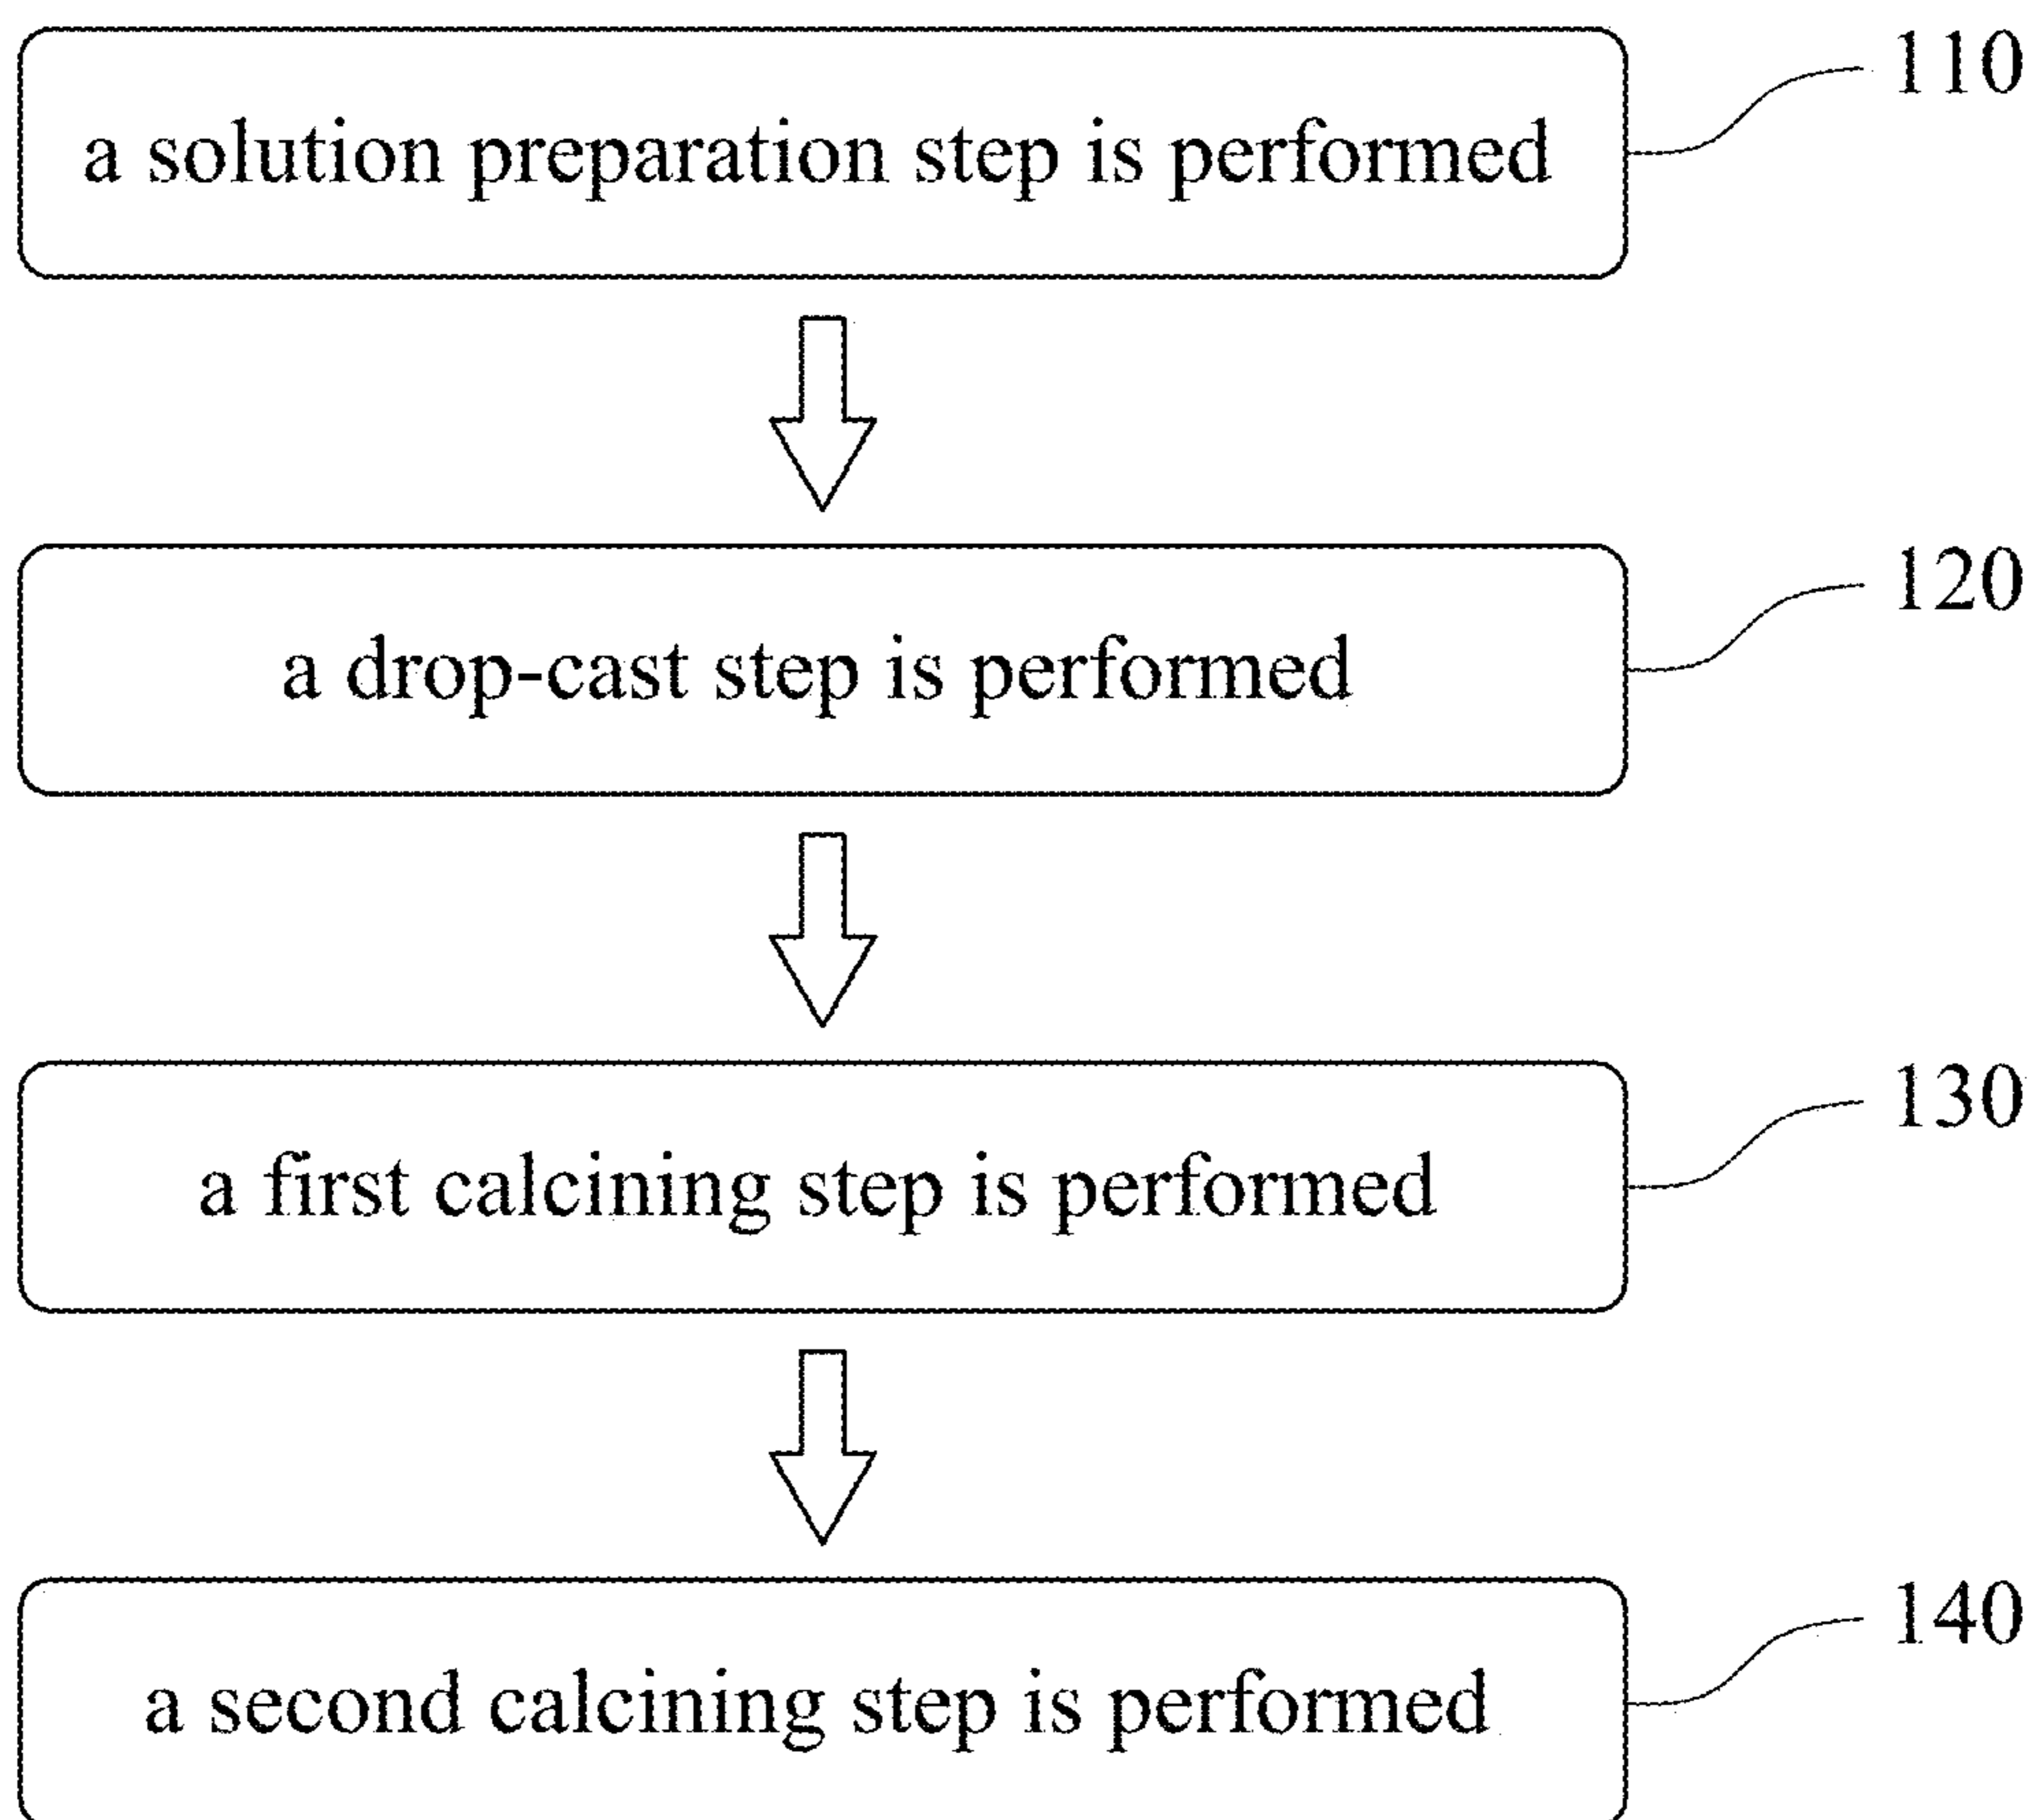 110
a solution preparation step is performed
120
a drop-cast step is performed
130
a first calcining step is performed
140
a second calcining step is performed